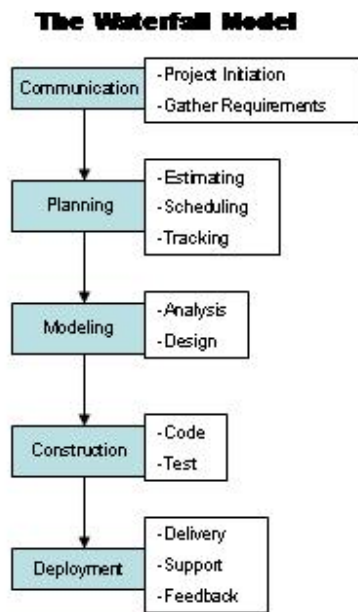 The Waterfall Model
Communication
-Project Initiation
-Gather Requirements
Planning
-Estimating
-Scheduling
-Tracking
Modeling
-Analysis
-Design
Construction
-Code
-Test
Deployment
-Delivery
-Support
-Feedback